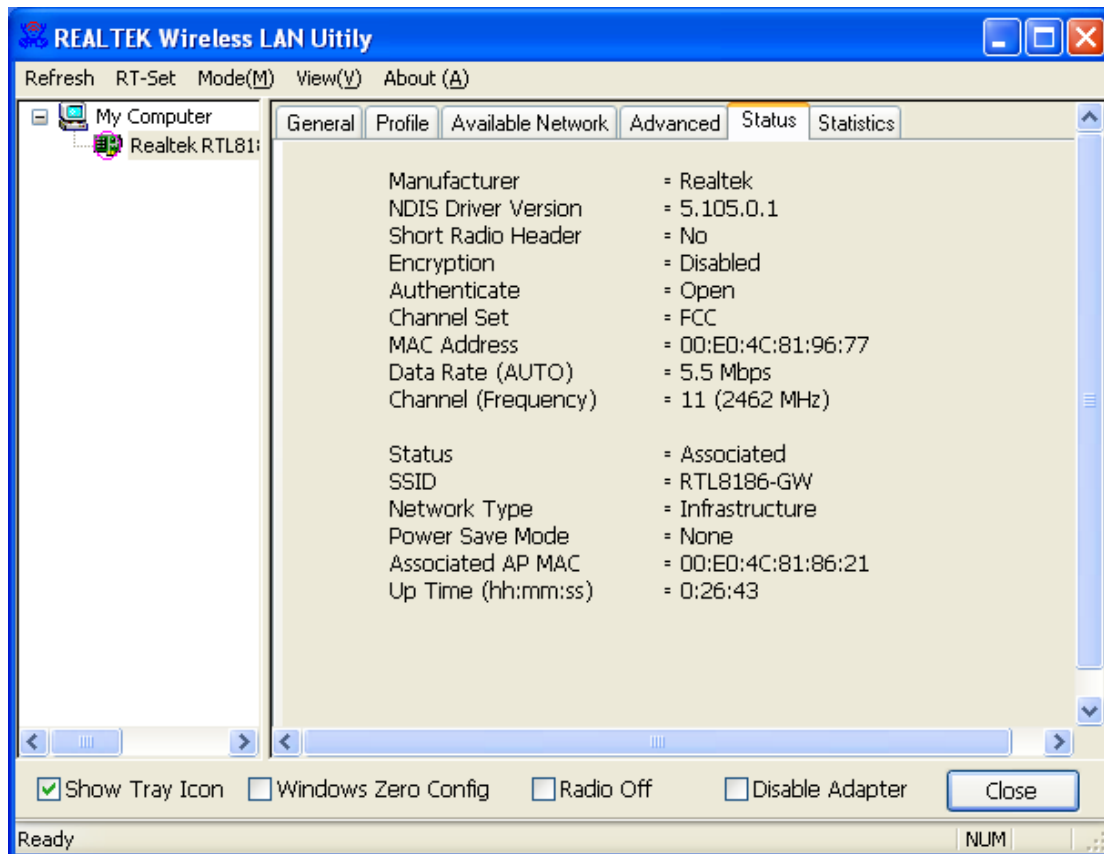 REALTEK Wireless LAN Uitily
Refresh RT-Set Mode(M) View(V) About (A)
My Computer
Realtek RTL818
General Profile Available Network Advanced Status Statistics
Manufacturer = Realtek
NDIS Driver Version = 5.105.0.1
Short Radio Header = No
Encryption = Disabled
Authenticate = Open
Channel Set = FCC
MAC Address = 00:E0:4C:81:96:77
Data Rate (AUTO) = 5.5 Mbps
Channel (Frequency) = 11 (2462 MHz)
Status = Associated
SSID = RTL8186-GW
Network Type = Infrastructure
Power Save Mode = None
Associated AP MAC = 00:E0:4C:81:86:21
Up Time (hh:mm:ss) = 0:26:43
Show Tray Icon Windows Zero Config Radio Off Disable Adapter Close
Ready NUM